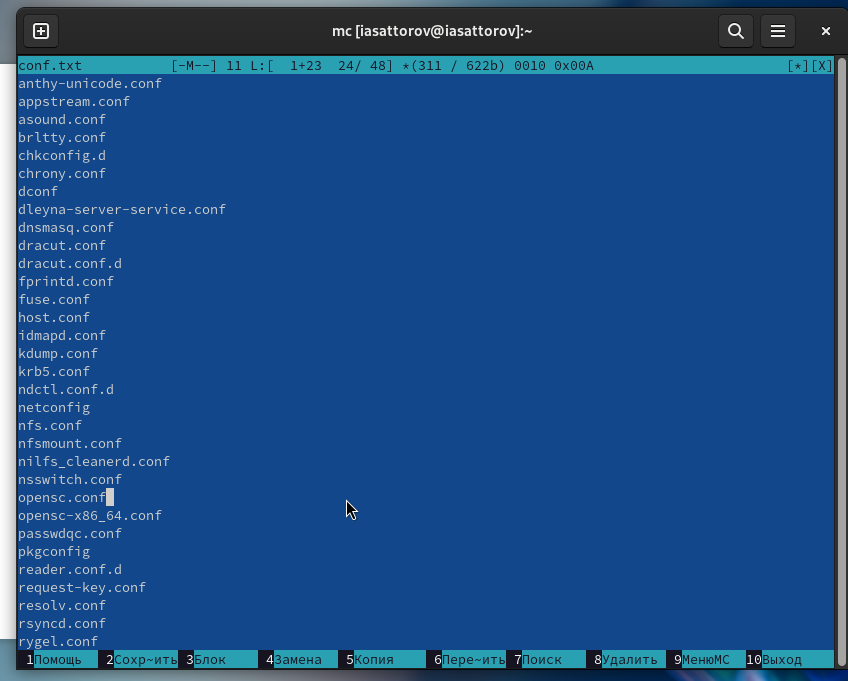 mc [iasattorov@iasattorov]:~
conf.txt [-M--] 11 L:[ 1+23 24/ 48] *(311 / 622b) 0010 0x00A [*][X]
anthy-unicode.conf
appstream.conf
asound.conf
brltty.conf
chkconfig.d
chrony.conf
dconf
dleyna-server-service.conf
dnsmasq.conf
dracut.conf
dracut.conf.d
fprintd.conf
fuse.conf
host.conf
idmapd.conf
kdump.conf
krb5.conf
ndctl.conf.d
netconfig
nfs.conf
nfsmount.conf
nilfs_cleanerd.conf
nsswitch.conf
opensc.conf
opensc-x86_64.conf
passwdqc.conf
pkgconfig
reader.conf.d
request-key.conf
resolv.conf
rsyncd.conf
rygel.conf
1Помощь 2Сохр~ить 3Блок 4Замена 5Копия 6Пере~ить 7Поиск 8Удалить 9МенюMC 10Выход